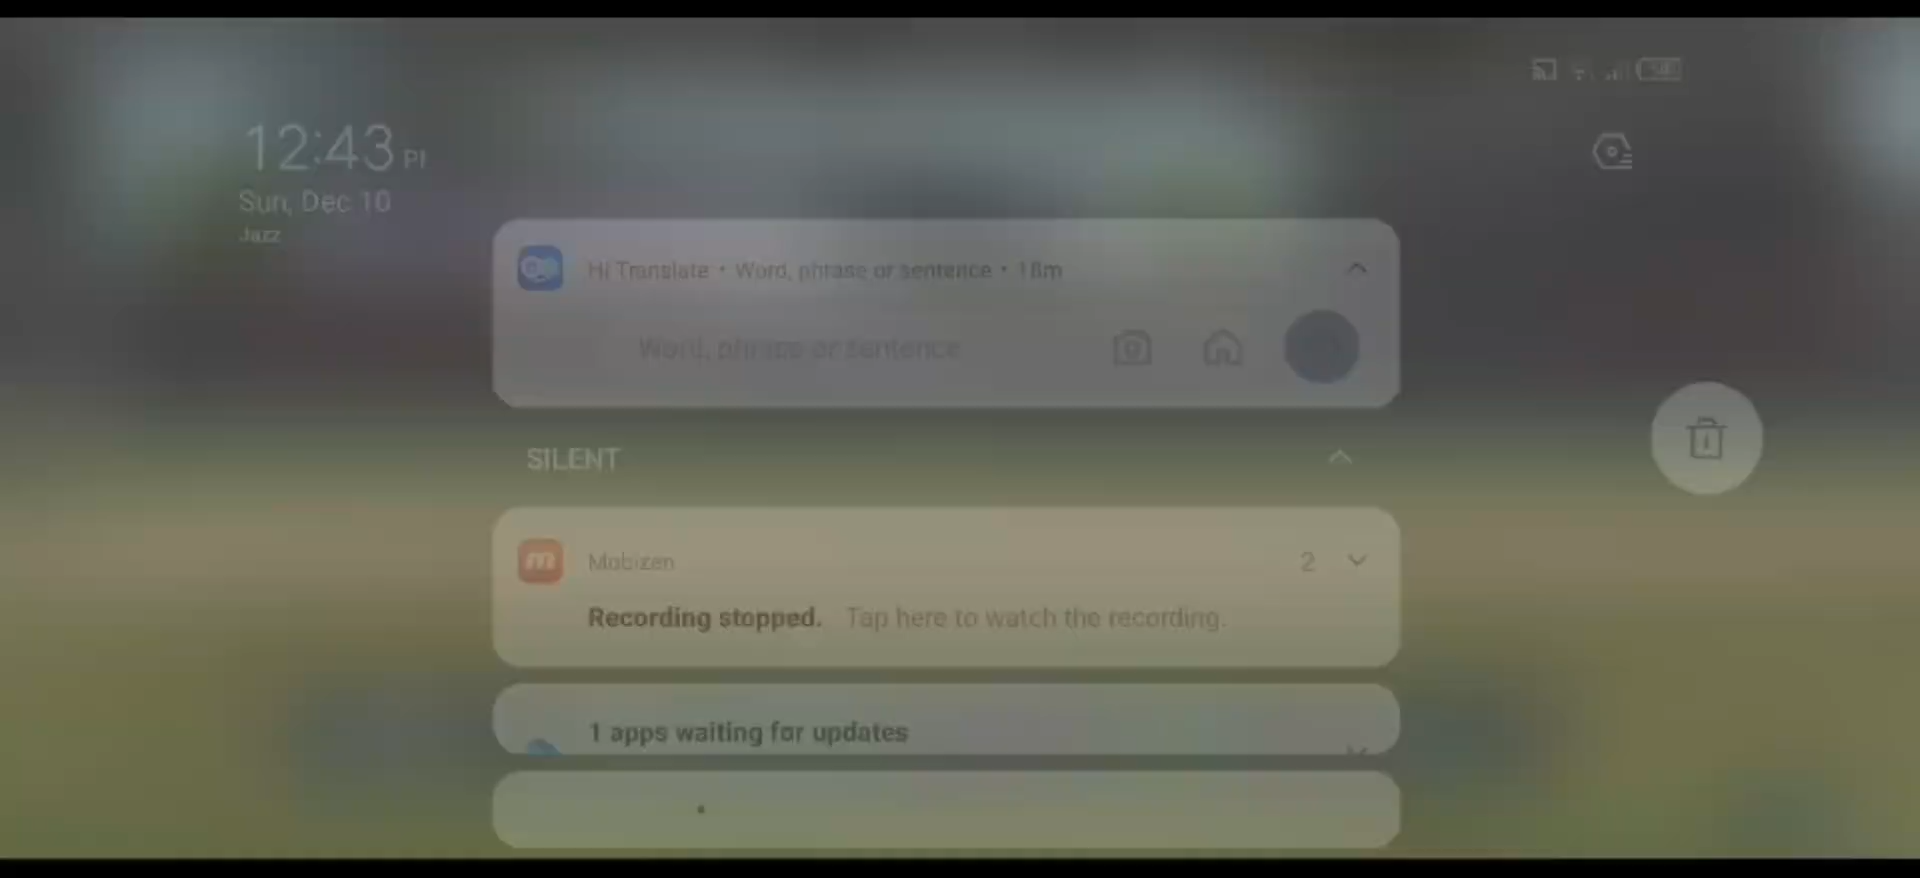 12:43
Sun, Dec 10
Jazz
Hi Translate • Word, phrase or sentence • 18m
Word, phrase or sentence
SILENT
Mobizen 2
Recording stopped. Tap here to watch the recording.
1 apps waiting for updates